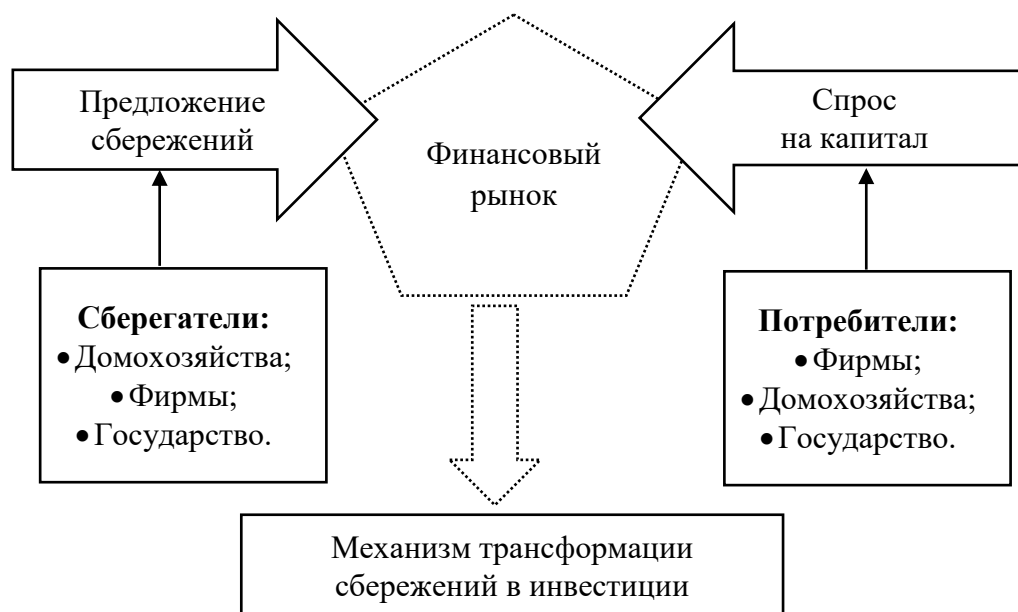 Предложение
сбережений
Финансовый
рынок
Спрос
на капитал
Сберегатели:
• Домохозяйства;
• Фирмы;
• Государство.
Потребители:
• Фирмы;
• Домохозяйства;
• Государство.
Механизм трансформации
сбережений в инвестиции